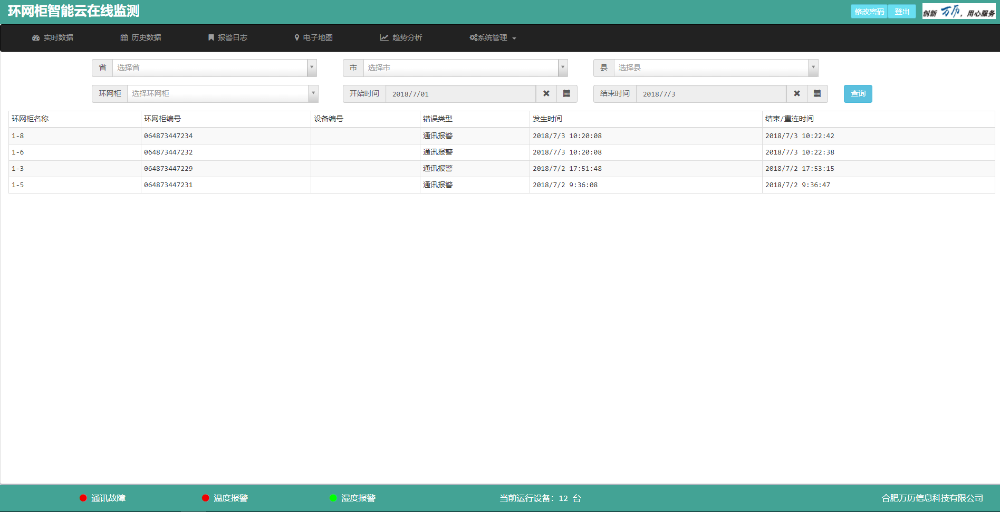 环网柜智能云在线监测 修改密码 登出 创新 万历，用心服务
实时数据 历史数据 报警日志 电子地图 趋势分析 系统管理
省 选择省 市 选择市 县 选择县
环网柜 选择环网柜 开始时间 2018/7/01 结束时间 2018/7/3 查询
环网柜名称 环网柜编号 设备编号 错误类型 发生时间 结束/重连时间
1-8 064873447234 通讯报警 2018/7/3 10:20:08 2018/7/3 10:22:42
1-6 064873447232 通讯报警 2018/7/3 10:20:08 2018/7/3 10:22:38
1-3 064873447229 通讯报警 2018/7/2 17:51:48 2018/7/2 17:53:15
1-5 064873447231 通讯报警 2018/7/2 9:36:08 2018/7/2 9:36:47
通讯故障 温度报警 湿度报警 当前运行设备：12 台 合肥万历信息科技有限公司